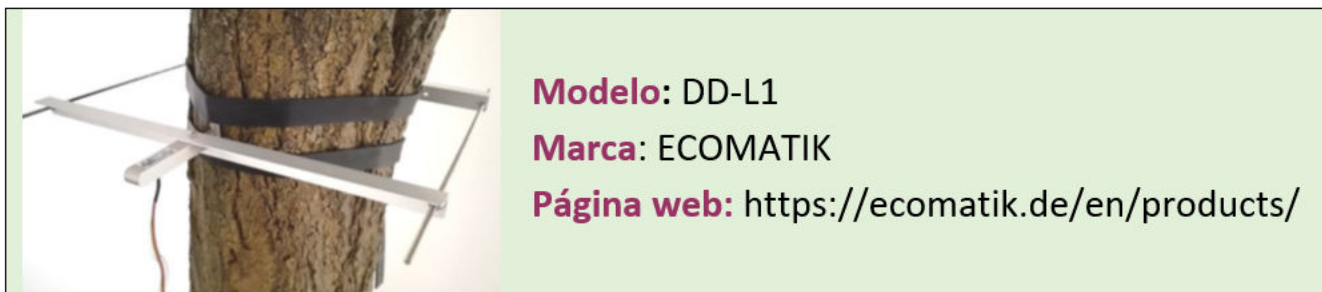 Modelo: DD-L1
Marca: ECOMATIK
Página web: https://ecomatik.de/en/products/